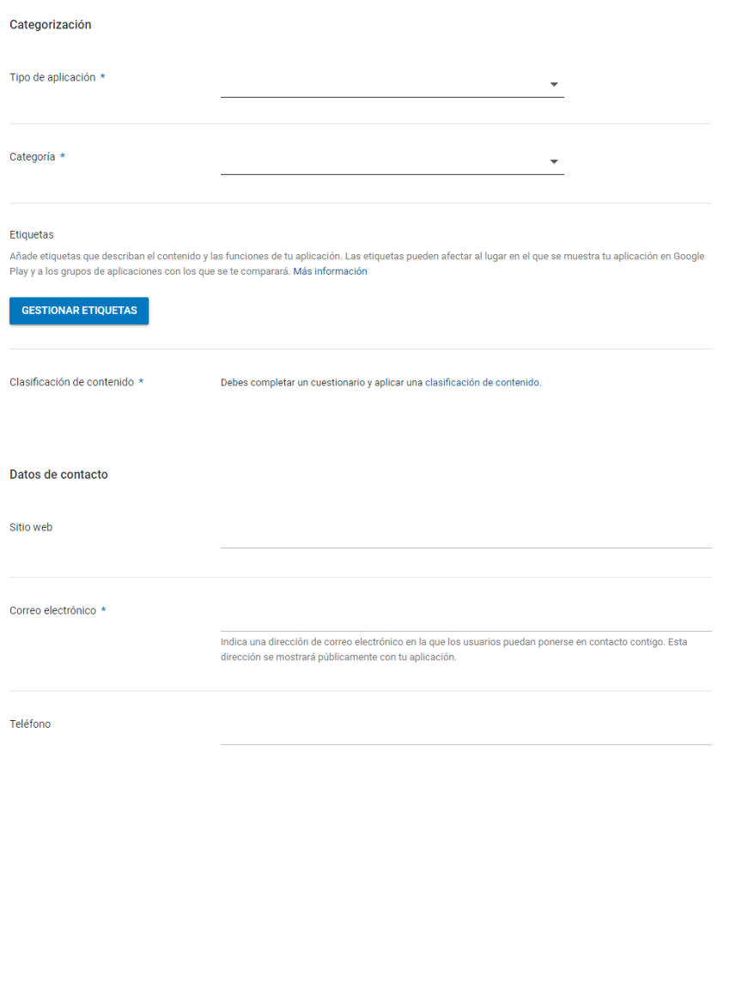 Categorización
Tipo de aplicación *
Categoría *
Etiquetas
Añade etiquetas que describan el contenido y las funciones de tu aplicación. Las etiquetas pueden afectar al lugar en el que se muestra tu aplicación en Google
Play y a los grupos de aplicaciones con los que se te comparará. Más información
GESTIONAR ETIQUETAS
Clasificación de contenido * Debes completar un cuestionario y aplicar una clasificación de contenido.
Datos de contacto
Sitio web
Correo electrónico *
Indica una dirección de correo electrónico en la que los usuarios puedan ponerse en contacto contigo. Esta
dirección se mostrará públicamente con tu aplicación.
Teléfono